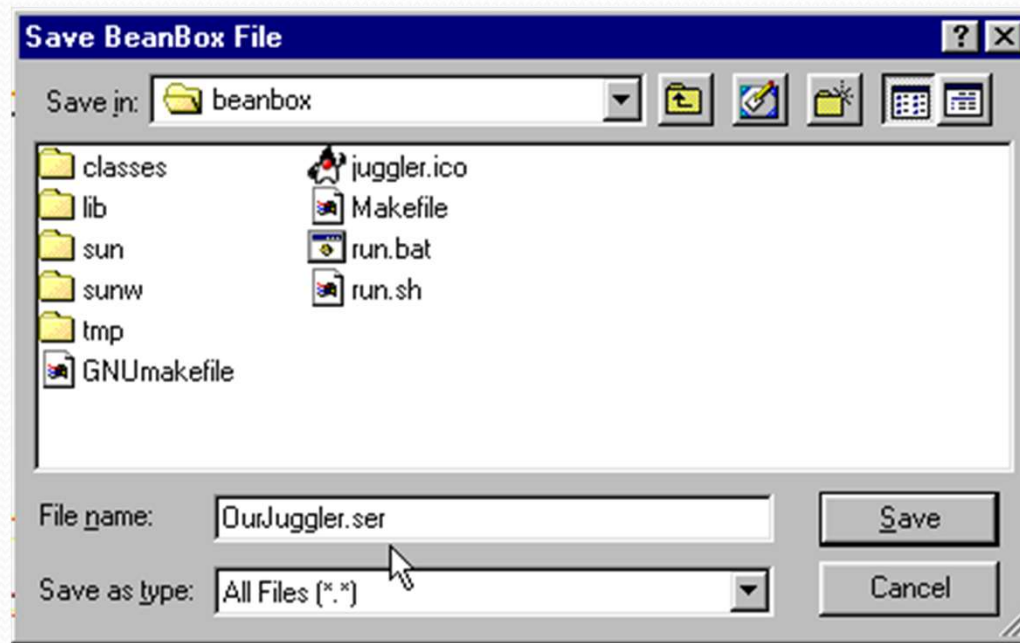 Save BeanBox File
Save in: beanbox
classes
lib
sun
sunw
tmp
GNUmakefile
juggler.ico
Makefile
run.bat
run.sh
File name: OurJuggler.ser
Save
Save as type: All Files (*.*)
Cancel